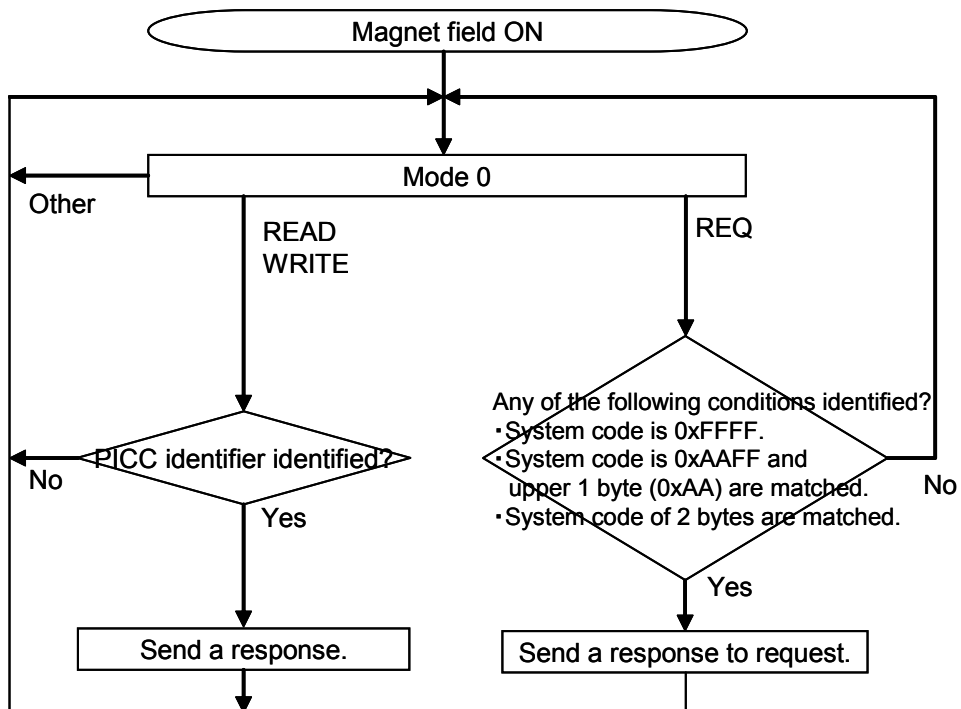 Magnet field ON
Mode 0
Other
READ
WRITE
REQ
PICC identifier identified?
No
Yes
Any of the following conditions identified?
・System code is 0xFFFF.
・System code is 0xAAFF and
upper 1 byte (0xAA) are matched.
・System code of 2 bytes are matched.
No
Yes
Send a response.
Send a response to request.